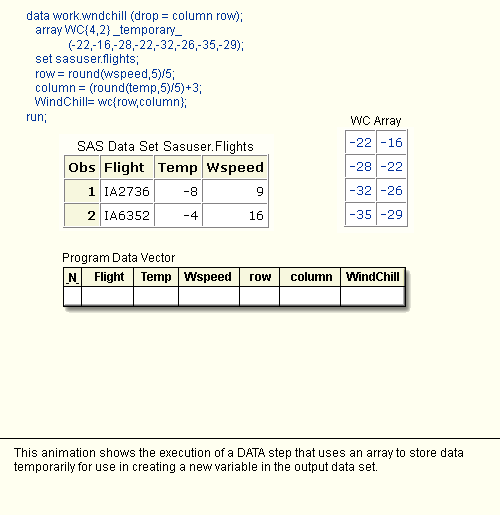 data work.wndchill (drop = column row);
array WC{4,2} _temporary_
(-22,-16,-28,-22,-32,-26,-35,-29);
set sasuser.flights;
row = round(wspeed,5)/5;
column = (round(temp,5)/5)+3;
WindChill= wc{row,column};
run;
WC Array
-22 -16
-28 -22
-32 -26
-35 -29
SAS Data Set Sasuser.Flights
Obs Flight Temp Wspeed
1 IA2736 -8 9
2 IA6352 -4 16
Program Data Vector
_N_ Flight Temp Wspeed row column WindChill
This animation shows the execution of a DATA step that uses an array to store data
temporarily for use in creating a new variable in the output data set.